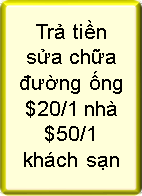 Trả tiền
sửa chữa
đường ống
$20/1 nhà
$50/1
khách sạn